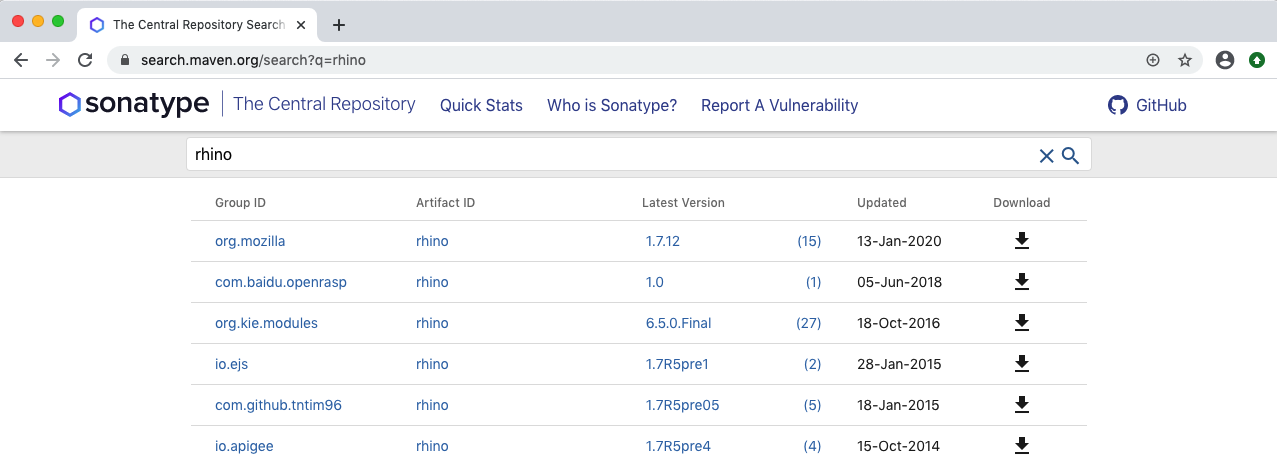 The Central Repository Search
search.maven.org/search?q=rhino
sonatype The Central Repository Quick Stats Who is Sonatype? Report A Vulnerability GitHub
rhino
Group ID Artifact ID Latest Version Updated Download
org.mozilla rhino 1.7.12 (15) 13-Jan-2020
com.baidu.openrasp rhino 1.0 (1) 05-Jun-2018
org.kie.modules rhino 6.5.0.Final (27) 18-Oct-2016
io.ejs rhino 1.7R5pre1 (2) 28-Jan-2015
com.github.tntim96 rhino 1.7R5pre05 (5) 18-Jan-2015
io.apigee rhino 1.7R5pre4 (4) 15-Oct-2014